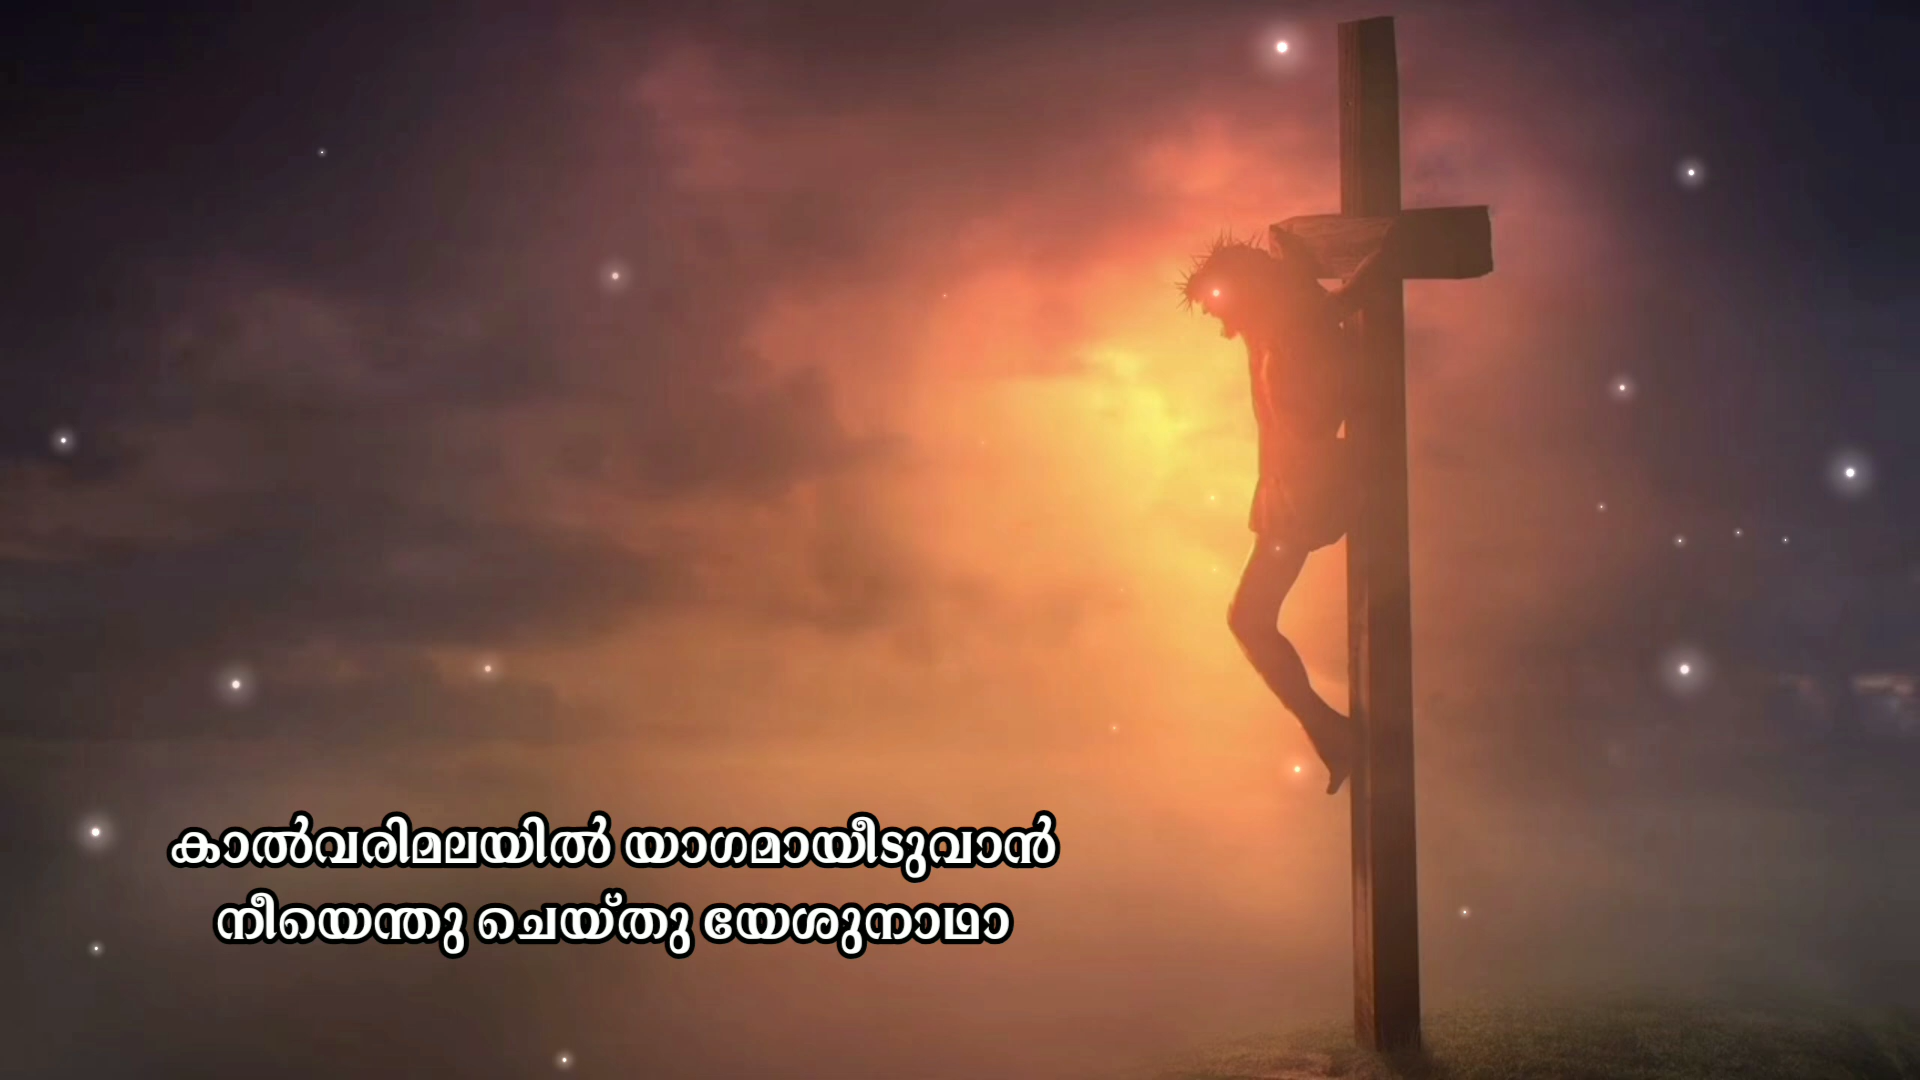 കാൽവരിമലയിൽ യാഗമായീടുവാൻ
നീയെന്തു ചെയ്തു യേശുനാഥാ